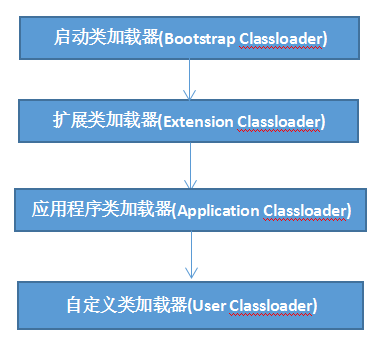 启动类加载器(Bootstrap Classloader)
扩展类加载器(Extension Classloader)
应用程序类加载器(Application Classloader)
自定义类加载器(User Classloader)